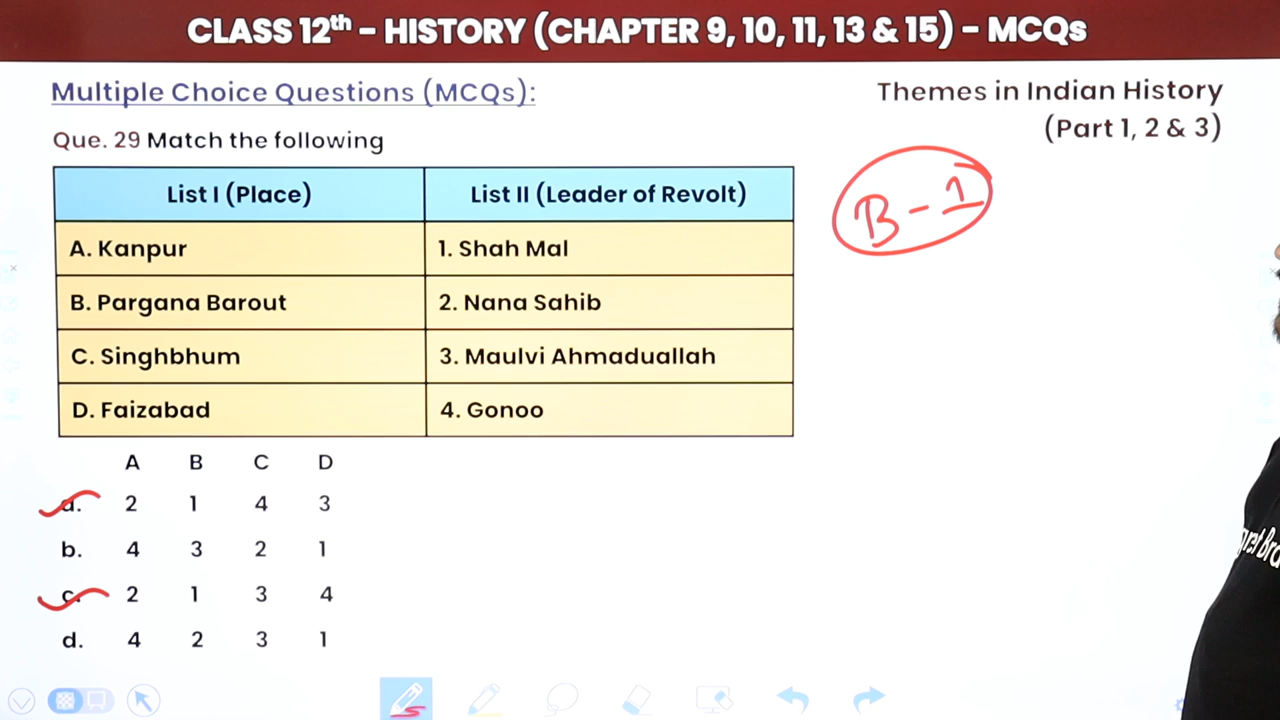 CLASS 12th – HISTORY (CHAPTER 9, 10, 11, 13 & 15) – MCQs
Multiple Choice Questions (MCQs):
Themes in Indian History
(Part 1, 2 & 3)
Que. 29 Match the following
B - 1
List I (Place) List II (Leader of Revolt)
A. Kanpur 1. Shah Mal
B. Pargana Barout 2. Nana Sahib
C. Singhbhum 3. Maulvi Ahmaduallah
D. Faizabad 4. Gonoo
A B C D
a. 2 1 4 3
b. 4 3 2 1
c. 2 1 3 4
d. 4 2 3 1